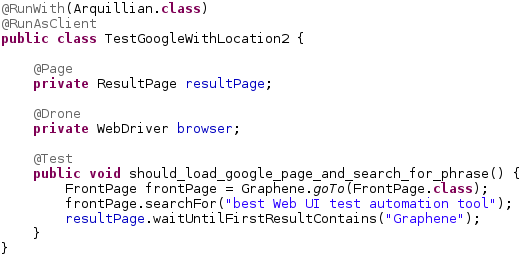 @RunWith(Arquillian.class)
@RunAsClient
public class TestGoogleWithLocation2 {
@Page
private ResultPage resultPage;
@Drone
private WebDriver browser;
@Test
public void should_load_google_page_and_search_for_phrase() {
FrontPage frontPage = Graphene.goTo(FrontPage.class);
frontPage.searchFor("best Web UI test automation tool");
resultPage.waitUntilFirstResultContains("Graphene");
}
}